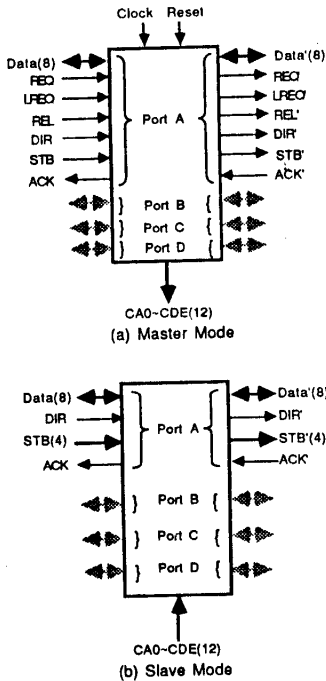 Clock Reset
Data(8) Data'(8)
REQ REQ'
LREQ LREQ'
REL Port A REL'
DIR DIR'
STB STB'
ACK ACK'
} Port B {
} Port C {
} Port D {
CA0~CDE(12)
(a) Master Mode
Data(8) Data'(8)
DIR Port A DIR'
STB(4) STB'(4)
ACK ACK'
} Port B {
} Port C {
} Port D {
CA0~CDE(12)
(b) Slave Mode